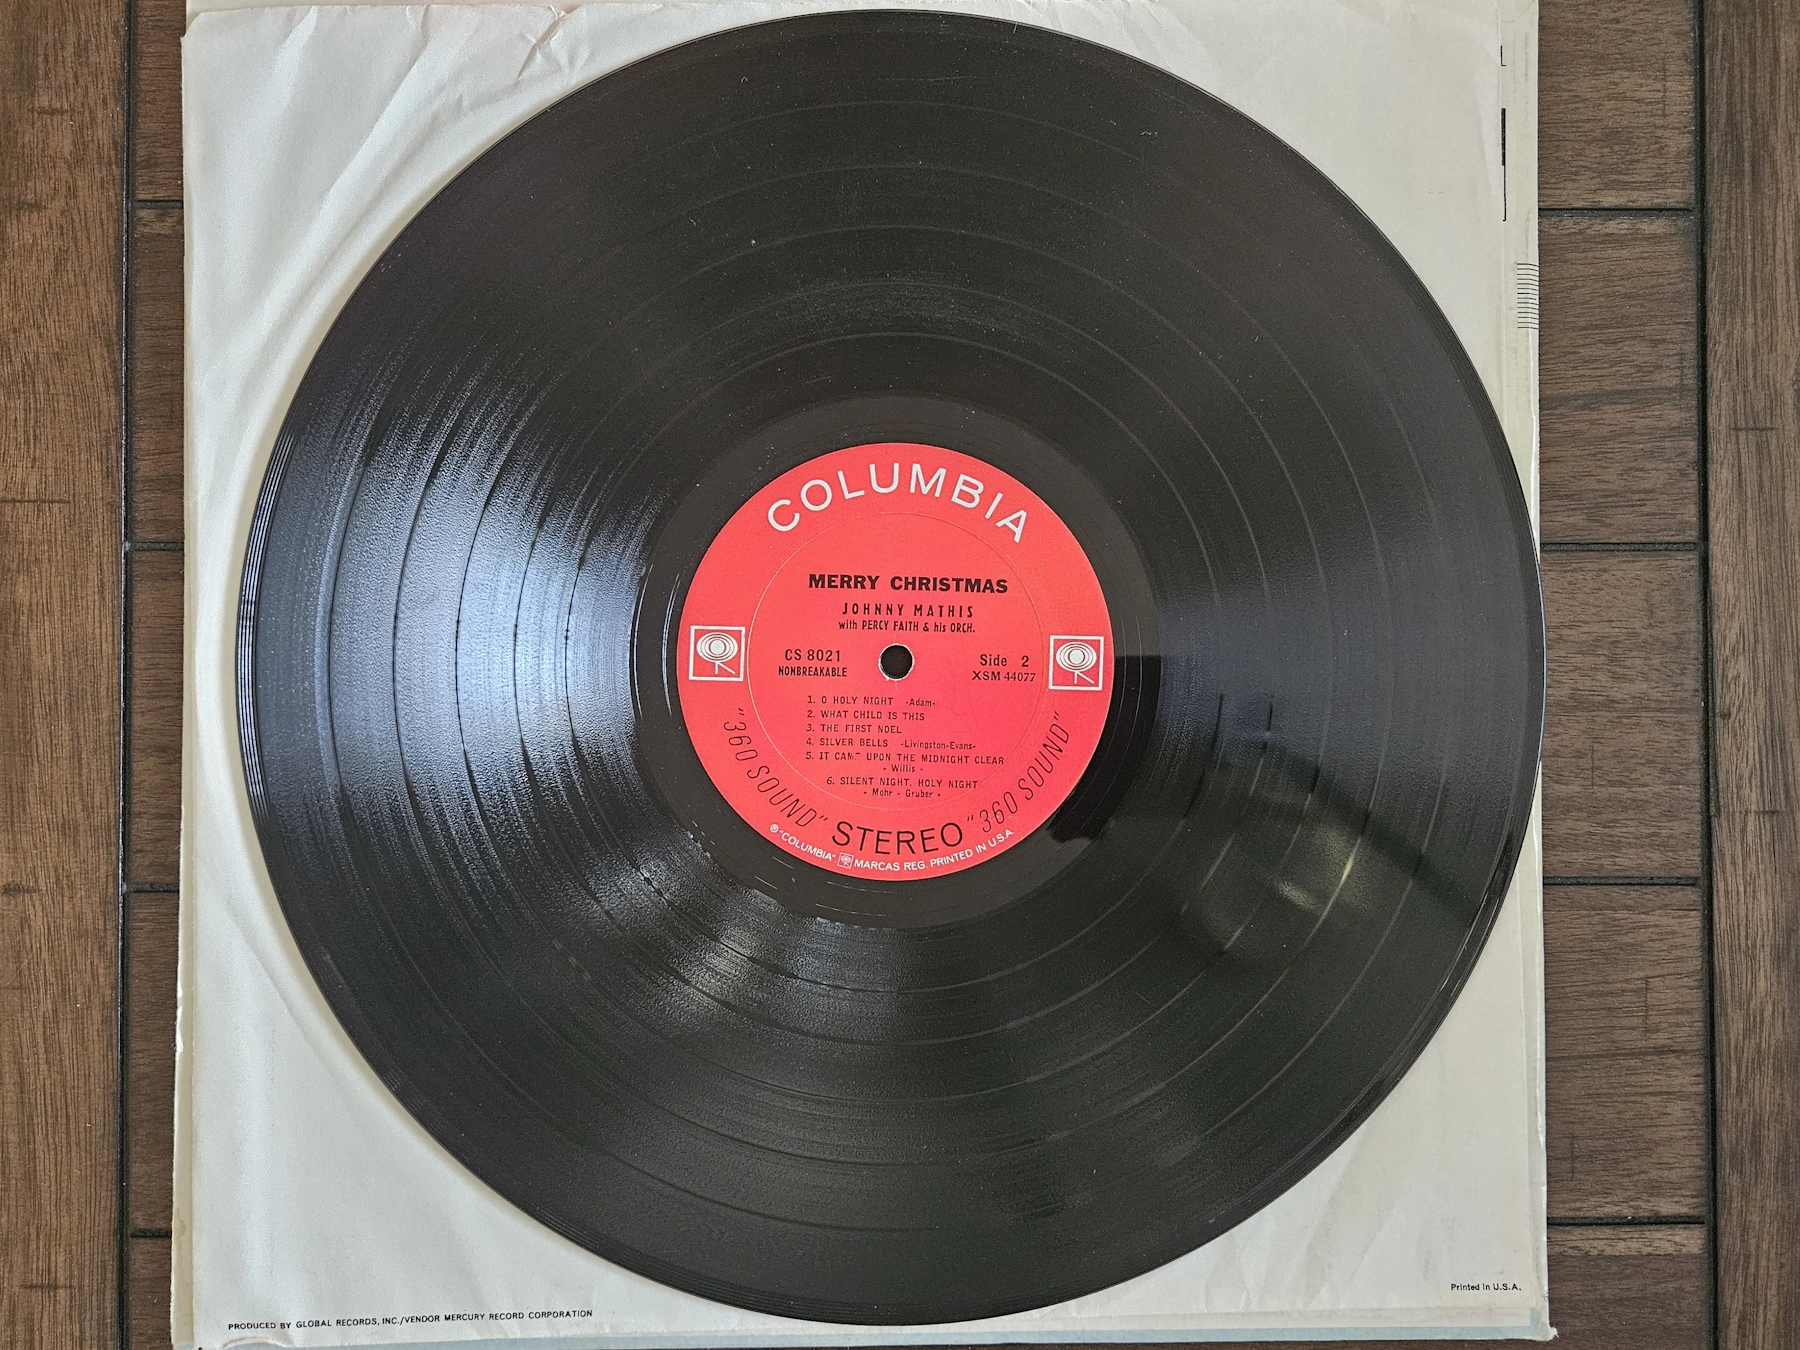 COLUMBIA
MERRY CHRISTMAS
JOHNNY MATHIS
with PERCY FAITH & his ORCH.
CS 8021
NONBREAKABLE
Side 2
XSM 44077
1. O HOLY NIGHT -Adam-
2. WHAT CHILD IS THIS
3. THE FIRST NOEL
4. SILVER BELLS -Livingston-Evans-
5. IT CAME UPON THE MIDNIGHT CLEAR
- Willis -
6. SILENT NIGHT, HOLY NIGHT
- Mohr - Gruber -
"360 SOUND" STEREO "360 SOUND"
® "COLUMBIA" MARCAS REG. PRINTED IN U.S.A
Printed in U.S.A.
PRODUCED BY GLOBAL RECORDS, INC./VENDOR MERCURY RECORD CORPORATION